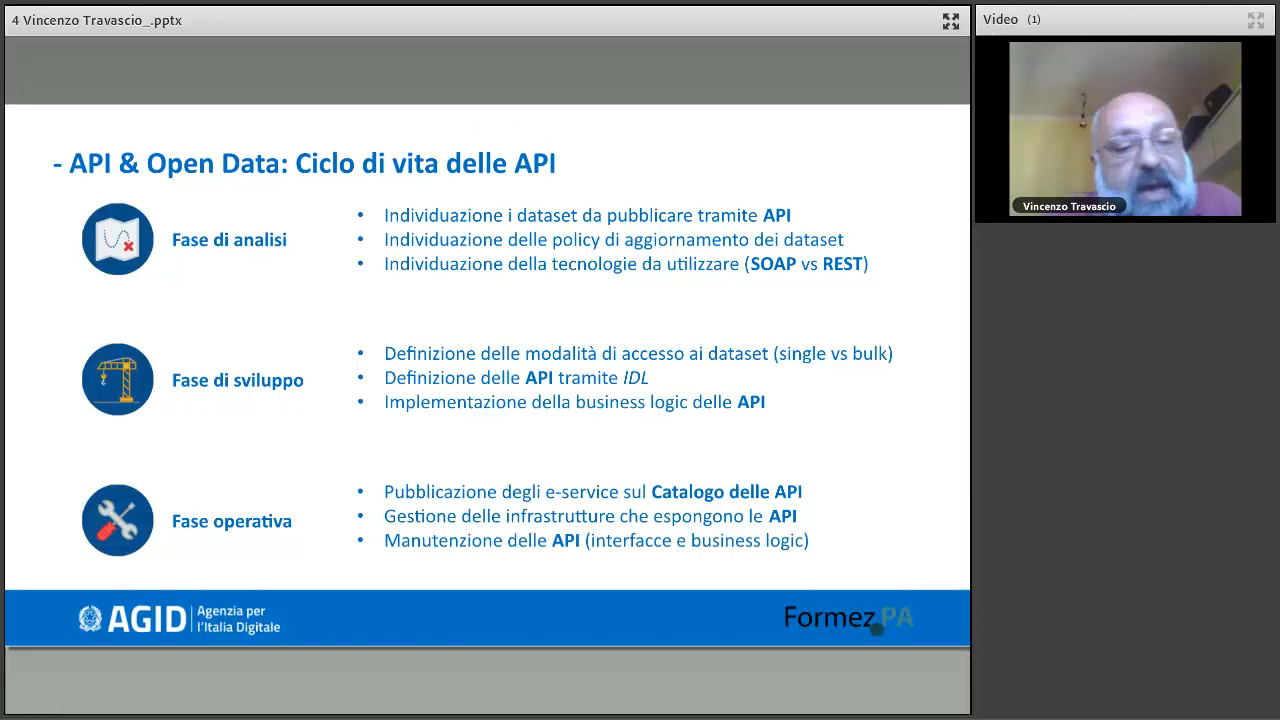 4 Vincenzo Travascio_.pptx
Video (1)
Vincenzo Travascio
- API & Open Data: Ciclo di vita delle API
Fase di analisi
• Individuazione i dataset da pubblicare tramite API
• Individuazione delle policy di aggiornamento dei dataset
• Individuazione della tecnologie da utilizzare (SOAP vs REST)
Fase di sviluppo
• Definizione delle modalità di accesso ai dataset (single vs bulk)
• Definizione delle API tramite IDL
• Implementazione della business logic delle API
Fase operativa
• Pubblicazione degli e-service sul Catalogo delle API
• Gestione delle infrastrutture che espongono le API
• Manutenzione delle API (interfacce e business logic)
AGID
Agenzia per
l'Italia Digitale
Formez PA